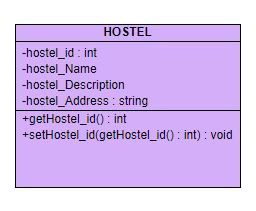 HOSTEL
-hostel_id : int
-hostel_Name
-hostel_Description
-hostel_Address : string
+getHostel_id() : int
+setHostel_id(getHostel_id() : int) : void